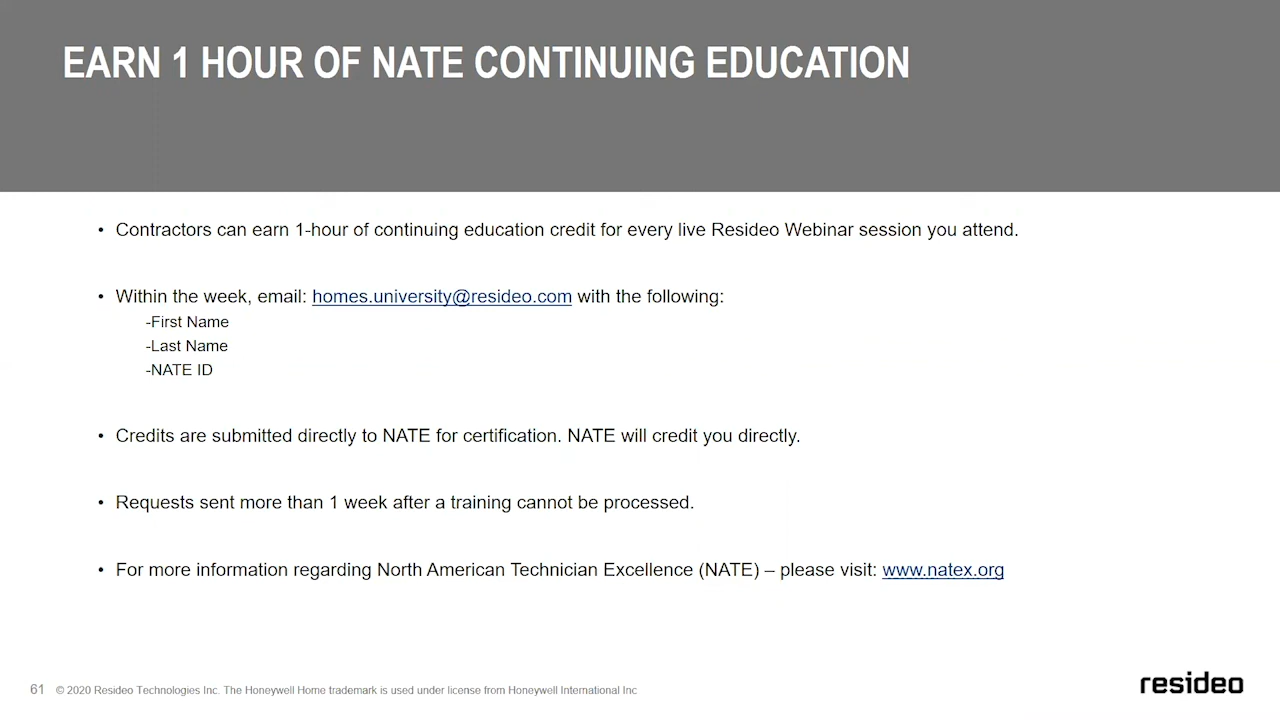 EARN 1 HOUR OF NATE CONTINUING EDUCATION
• Contractors can earn 1-hour of continuing education credit for every live Resideo Webinar session you attend.
• Within the week, email: homes.university@resideo.com with the following:
-First Name
-Last Name
-NATE ID
• Credits are submitted directly to NATE for certification. NATE will credit you directly.
• Requests sent more than 1 week after a training cannot be processed.
• For more information regarding North American Technician Excellence (NATE) – please visit: www.natex.org
61 © 2020 Resideo Technologies Inc. The Honeywell Home trademark is used under license from Honeywell International Inc
resideo